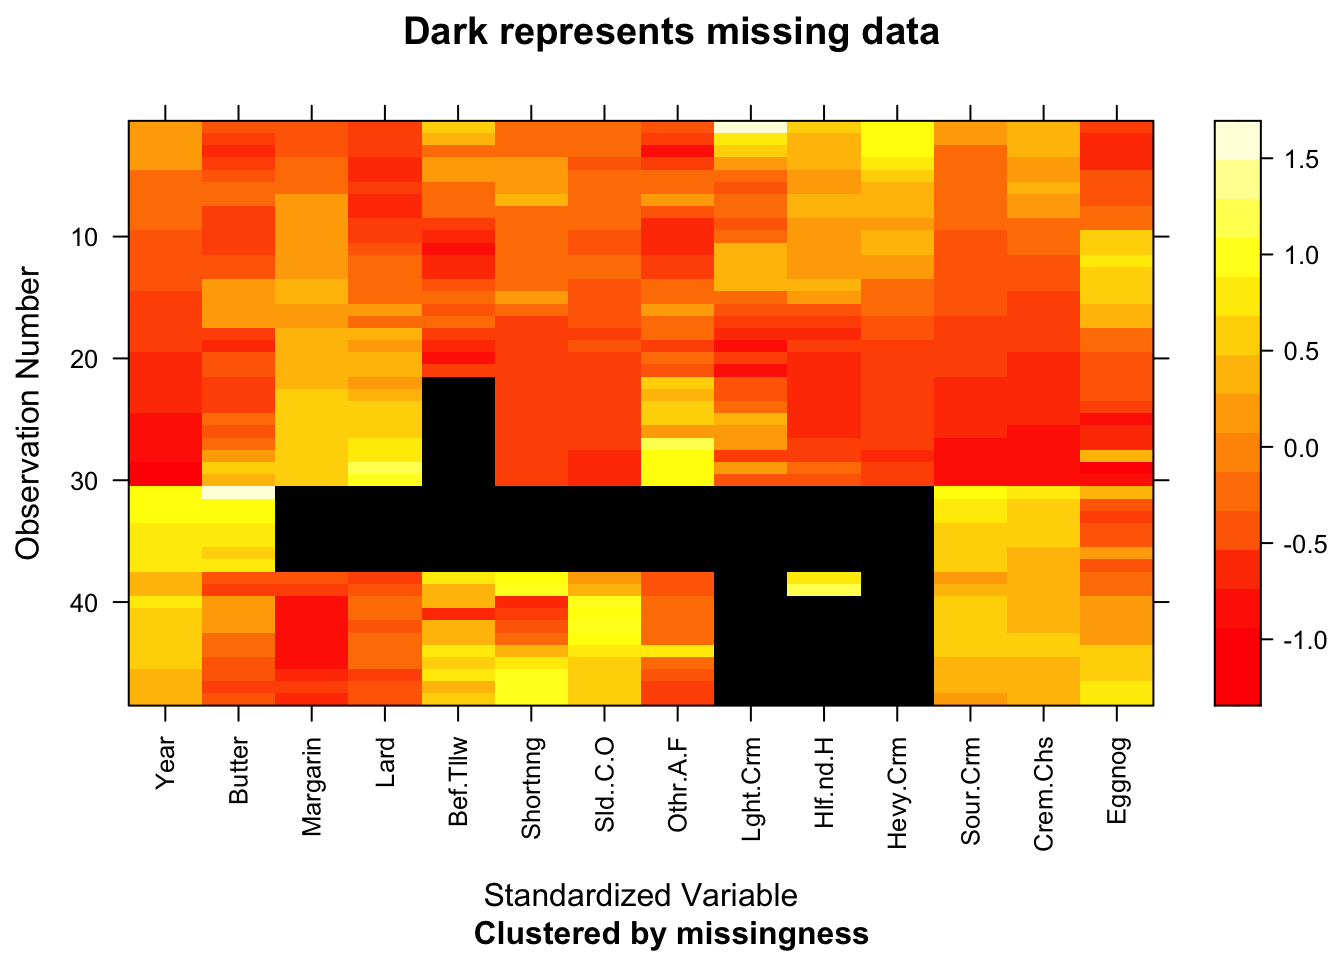 Dark represents missing data
Observation Number
10
20
30
40
Year
Butter
Margarin
Lard
Bef.Tllw
Shortnng
Sld..C.O
Othr.A.F
Lght.Crm
Hlf.nd.H
Hevy.Crm
Sour.Crm
Crem.Chs
Eggnog
1.5
1.0
0.5
0.0
-0.5
-1.0
Standardized Variable
Clustered by missingness